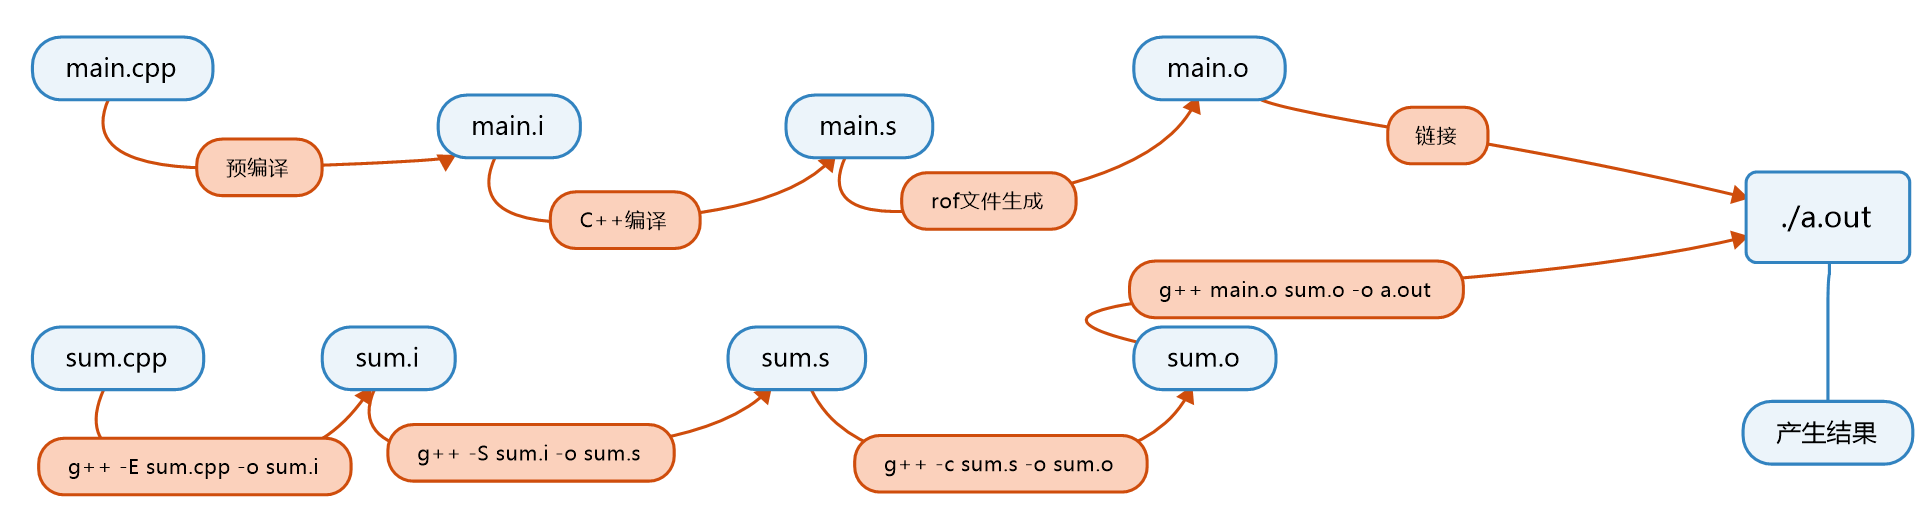 main.cpp
预编译
main.i
C++编译
main.s
rof文件生成
main.o
链接
./a.out
sum.cpp
g++ -E sum.cpp -o sum.i
sum.i
g++ -S sum.i -o sum.s
sum.s
g++ -c sum.s -o sum.o
sum.o
g++ main.o sum.o -o a.out
产生结果